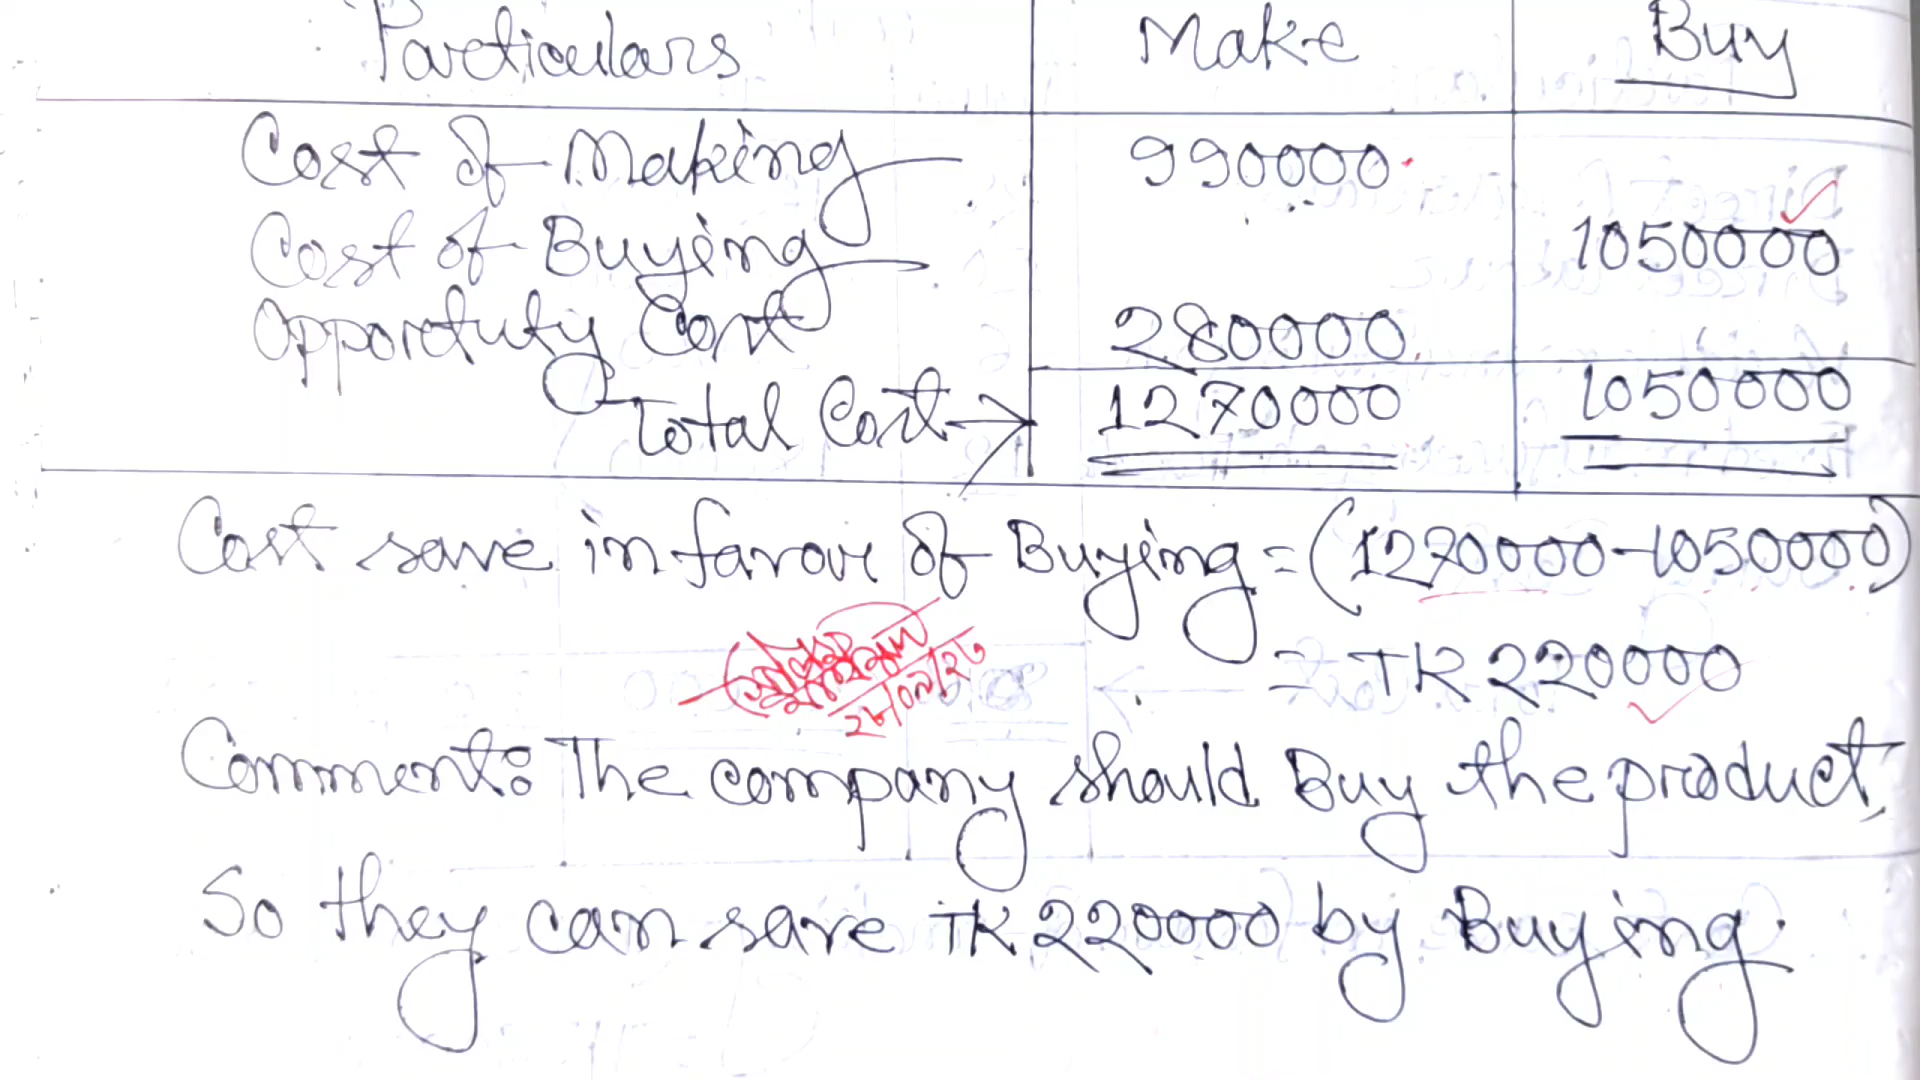 Particulars Make Buy
Cost of Making 990000
Cost of Buying 1050000
Opportuty Cost 280000
Total Cost → 1270000 1050000
Cost save in favour of Buying = (1270000-1050000)
= TK 220000
Comment: The company should Buy the product,
So they can save TK 220000 by Buying.